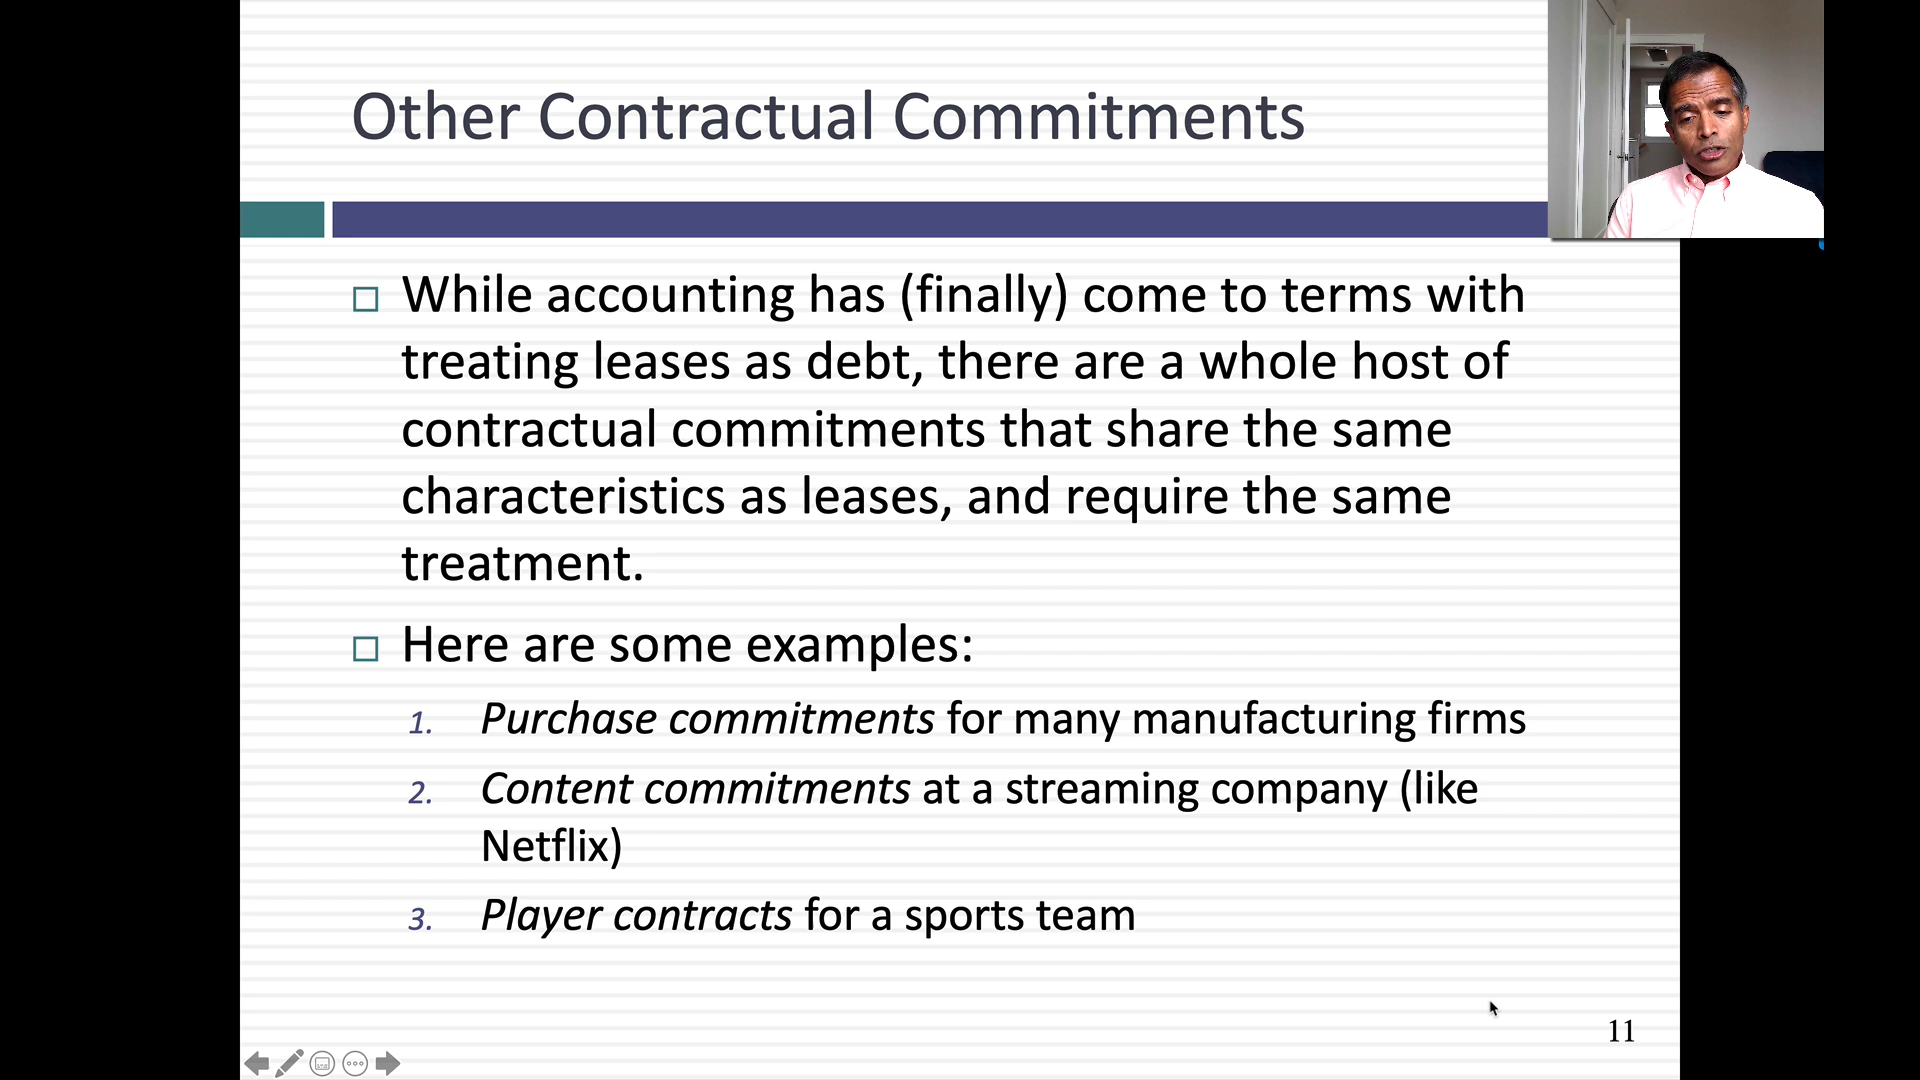 Other Contractual Commitments
While accounting has (finally) come to terms with
treating leases as debt, there are a whole host of
contractual commitments that share the same
characteristics as leases, and require the same
treatment.
Here are some examples:
1. Purchase commitments for many manufacturing firms
2. Content commitments at a streaming company (like
Netflix)
3. Player contracts for a sports team
11